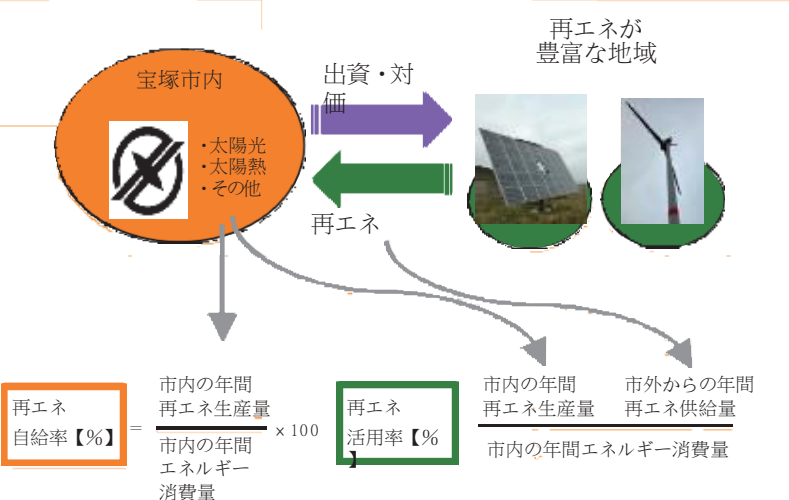 再エネが
豊富な地域
宝塚市内
出資・対
価
・太陽光
・太陽熱
・その他
再エネ
再エネ
自給率【%】
=
市内の年間
再エネ生産量
市内の年間
エネルギー
消費量
×100
再エネ
活用率【%
】
市内の年間
再エネ生産量
市外からの年間
再エネ供給量
市内の年間エネルギー消費量